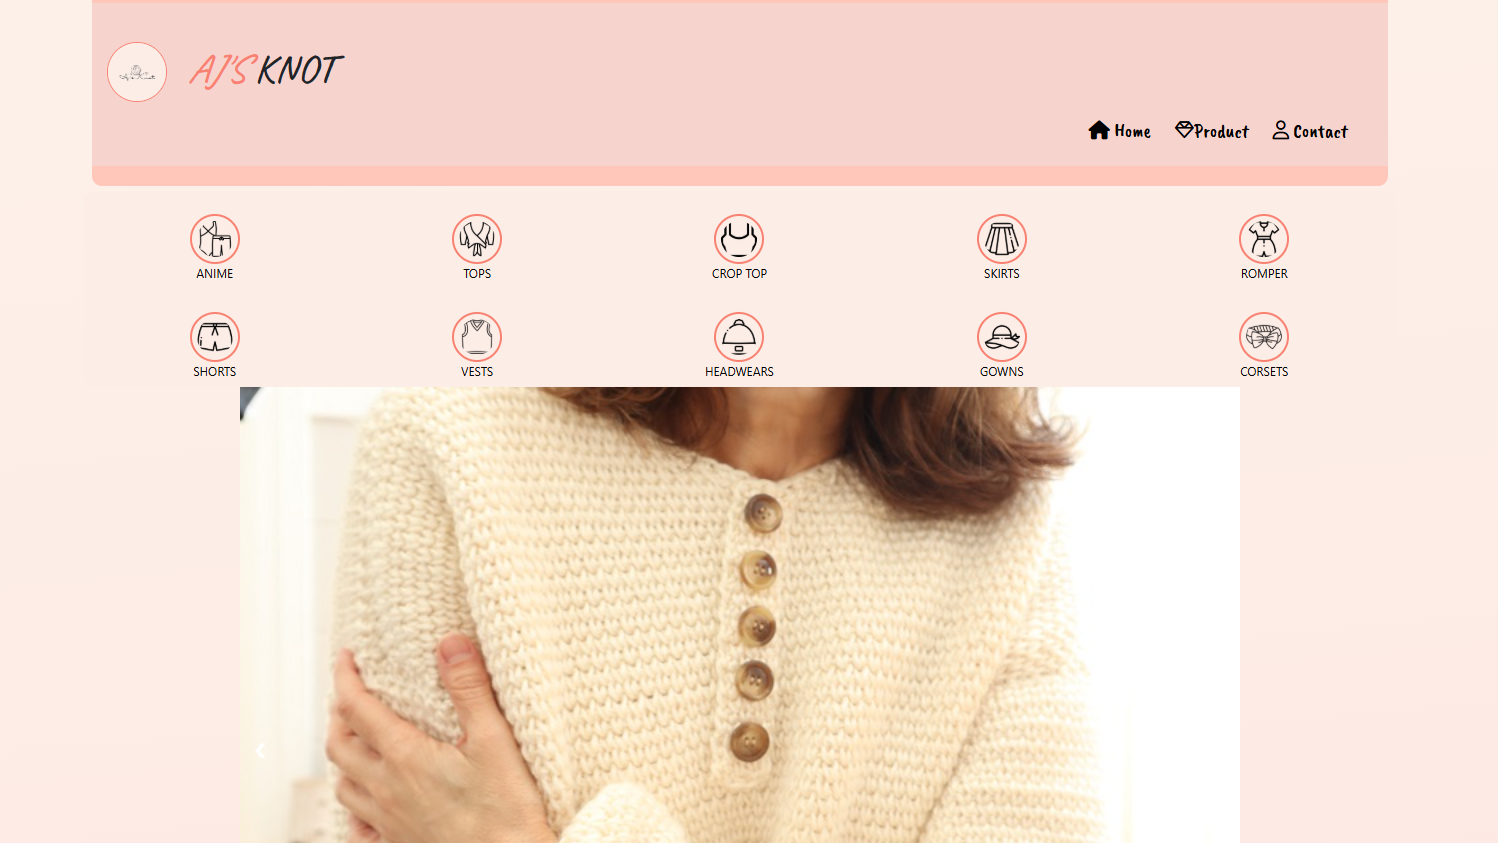 AJ'S KNOT
Home Product Contact
ANIME TOPS CROP TOP SKIRTS ROMPER
SHORTS VESTS HEADWEARS GOWNS CORSETS